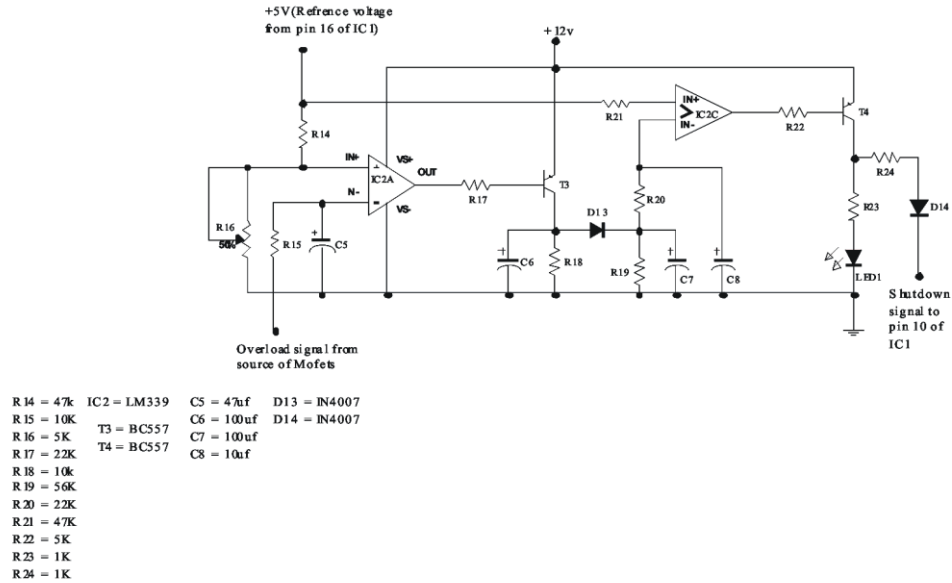 +5V(Refrence voltage
from pin 16 of IC1)
+12v
R14
R21
IN+
IC2C
IN-
R22
T4
R24
IN+
VS+
OUT
IC2A
N-
VS-
R17
T3
R20
R23
D14
R16
50%
R15
C5
D13
C6
R18
R19
C7
C8
LED1
Shutdown
signal to
pin 10 of
IC1
Overload signal from
source of Mofets
R14 = 47k IC2 = LM339 C5 = 47uf D13 = IN4007
R15 = 10K T3 = BC557 C6 = 100uf D14 = IN4007
R16 = 5K T4 = BC557 C7 = 100uf
R17 = 22K C8 = 10uf
R18 = 10k
R19 = 56K
R20 = 22K
R21 = 47K
R22 = 5K
R23 = 1K
R24 = 1K